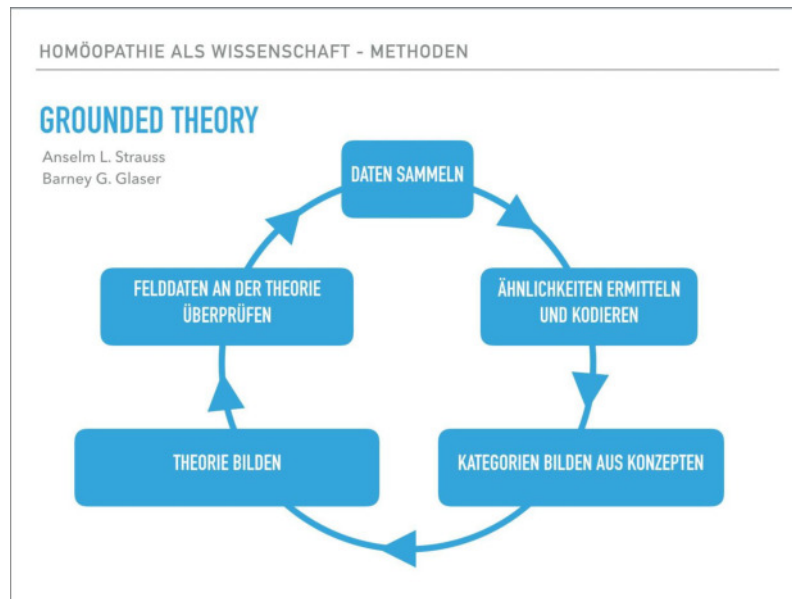 HOMÖOPATHIE ALS WISSENSCHAFT - METHODEN
GROUNDED THEORY
Anselm L. Strauss
Barney G. Glaser
DATEN SAMMELN
ÄHNLICHKEITEN ERMITTELN
UND KODIEREN
KATEGORIEN BILDEN AUS KONZEPTEN
THEORIE BILDEN
FELDDATEN AN DER THEORIE
ÜBERPRÜFEN